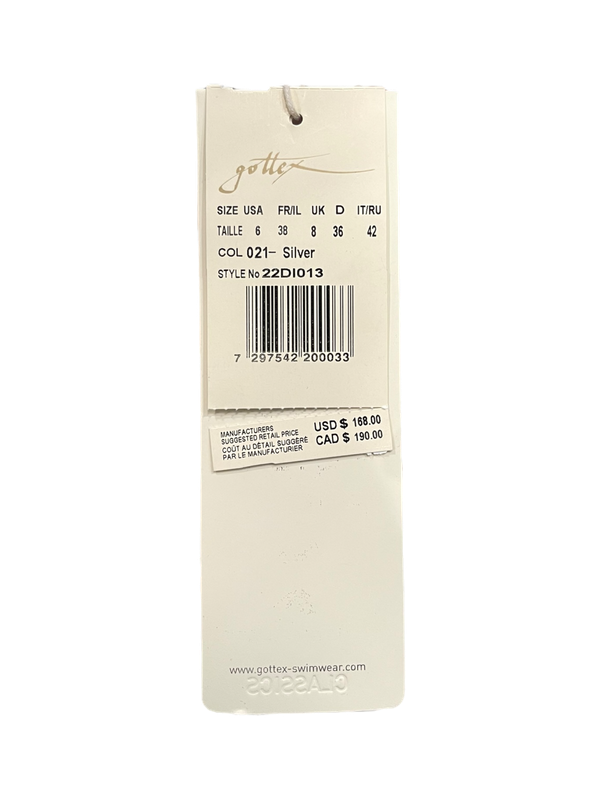 gottex
SIZE USA FR/IL UK D IT/RU
TAILLE 6 38 8 36 42
COL 021- Silver
STYLE No 22DI013
7 297542 200033
MANUFACTURERS
SUGGESTED RETAIL PRICE
COÛT AU DÉTAIL SUGGÉRÉ
PAR LE MANUFACTURIER
USD $ 168.00
CAD $ 190.00
www.gottex-swimwear.com
CLASSICS